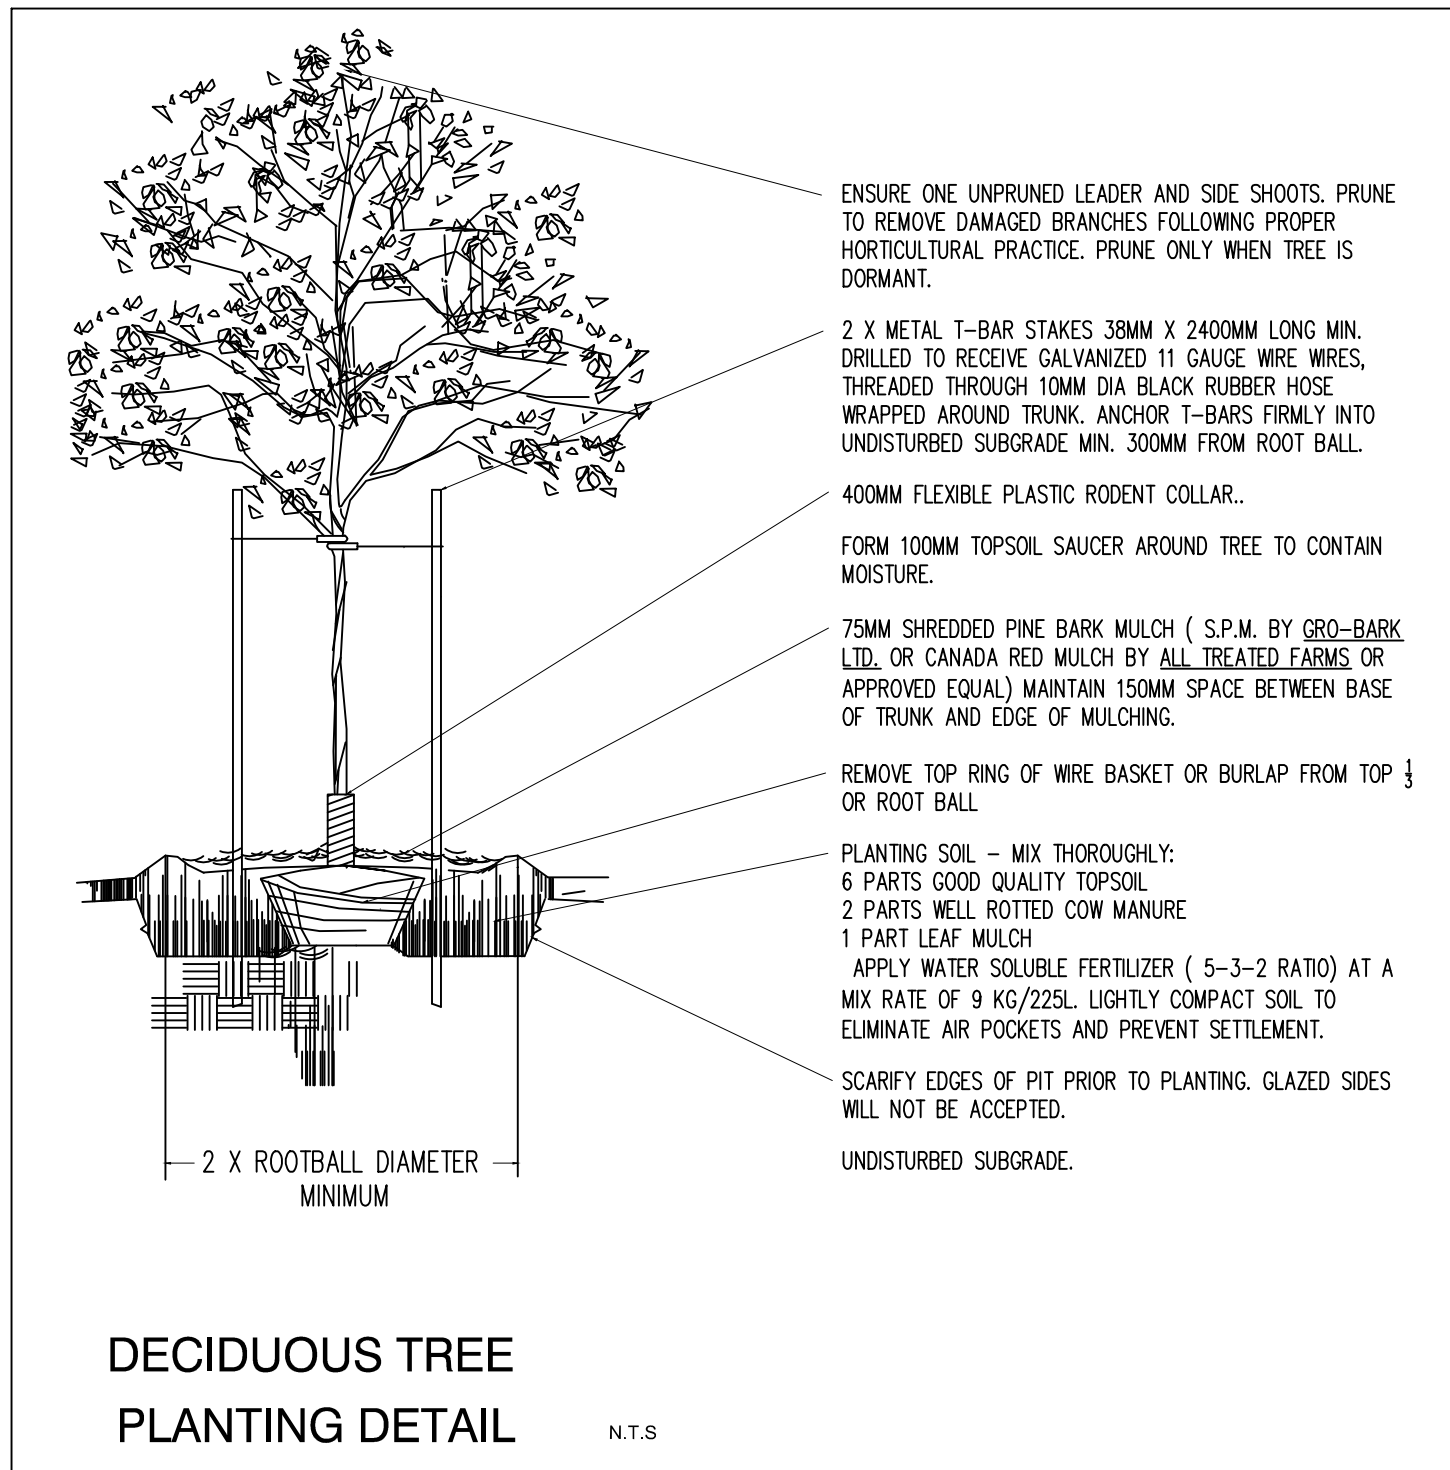 ENSURE ONE UNPRUNED LEADER AND SIDE SHOOTS. PRUNE
TO REMOVE DAMAGED BRANCHES FOLLOWING PROPER
HORTICULTURAL PRACTICE. PRUNE ONLY WHEN TREE IS
DORMANT.
2 X METAL T-BAR STAKES 38MM X 2400MM LONG MIN.
DRILLED TO RECEIVE GALVANIZED 11 GAUGE WIRE WIRES,
THREADED THROUGH 10MM DIA BLACK RUBBER HOSE
WRAPPED AROUND TRUNK. ANCHOR T-BARS FIRMLY INTO
UNDISTURBED SUBGRADE MIN. 300MM FROM ROOT BALL.
400MM FLEXIBLE PLASTIC RODENT COLLAR..
FORM 100MM TOPSOIL SAUCER AROUND TREE TO CONTAIN
MOISTURE.
75MM SHREDDED PINE BARK MULCH ( S.P.M. BY GRO-BARK
LTD. OR CANADA RED MULCH BY ALL TREATED FARMS OR
APPROVED EQUAL) MAINTAIN 150MM SPACE BETWEEN BASE
OF TRUNK AND EDGE OF MULCHING.
REMOVE TOP RING OF WIRE BASKET OR BURLAP FROM TOP 1/3
OR ROOT BALL
PLANTING SOIL - MIX THOROUGHLY:
6 PARTS GOOD QUALITY TOPSOIL
2 PARTS WELL ROTTED COW MANURE
1 PART LEAF MULCH
APPLY WATER SOLUBLE FERTILIZER ( 5-3-2 RATIO) AT A
MIX RATE OF 9 KG/225L. LIGHTLY COMPACT SOIL TO
ELIMINATE AIR POCKETS AND PREVENT SETTLEMENT.
SCARIFY EDGES OF PIT PRIOR TO PLANTING. GLAZED SIDES
WILL NOT BE ACCEPTED.
UNDISTURBED SUBGRADE.
2 X ROOTBALL DIAMETER
MINIMUM
DECIDUOUS TREE
PLANTING DETAIL
N.T.S